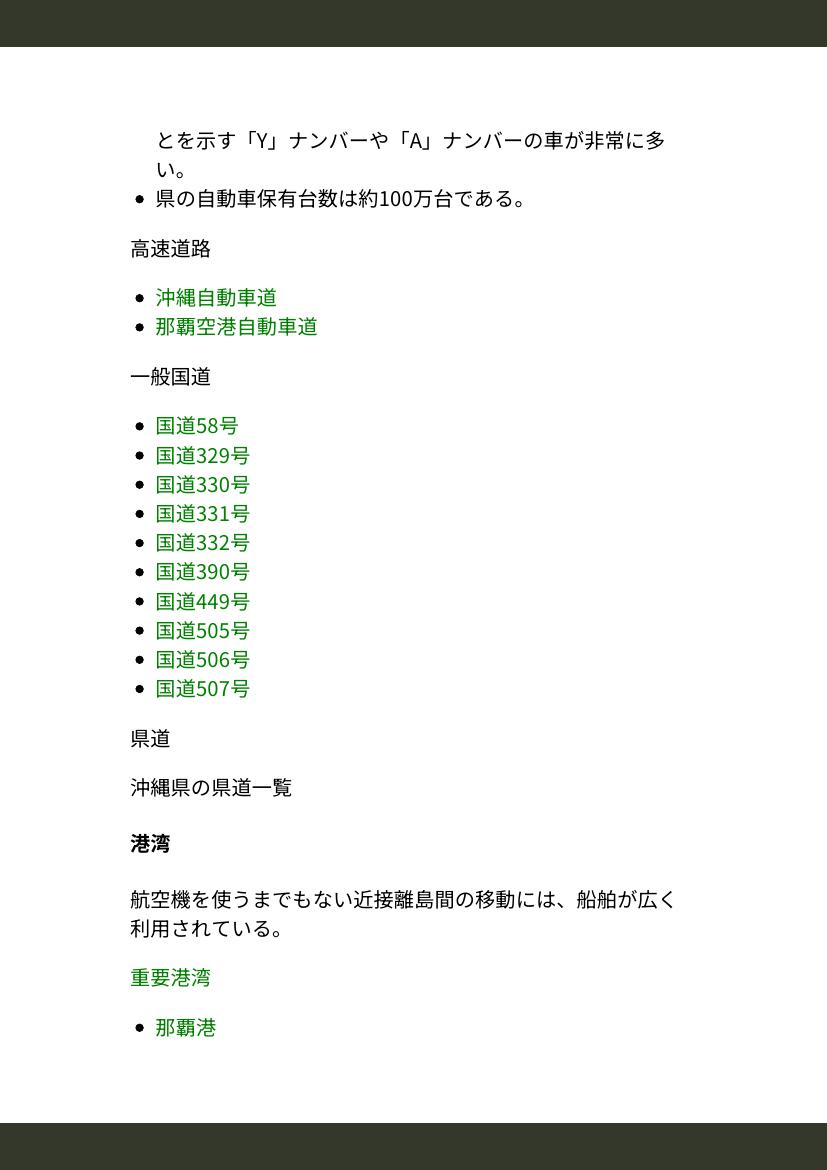 とを示す「Y」ナンバーや「A」ナンバーの車が非常に多
い。
● 県の自動車保有台数は約100万台である。
高速道路
● 沖縄自動車道
● 那覇空港自動車道
一般国道
● 国道58号
● 国道329号
● 国道330号
● 国道331号
● 国道332号
● 国道390号
● 国道449号
● 国道505号
● 国道506号
● 国道507号
県道
沖縄県の県道一覧
港湾
航空機を使うまでもない近接離島間の移動には、船舶が広く
利用されている。
重要港湾
● 那覇港